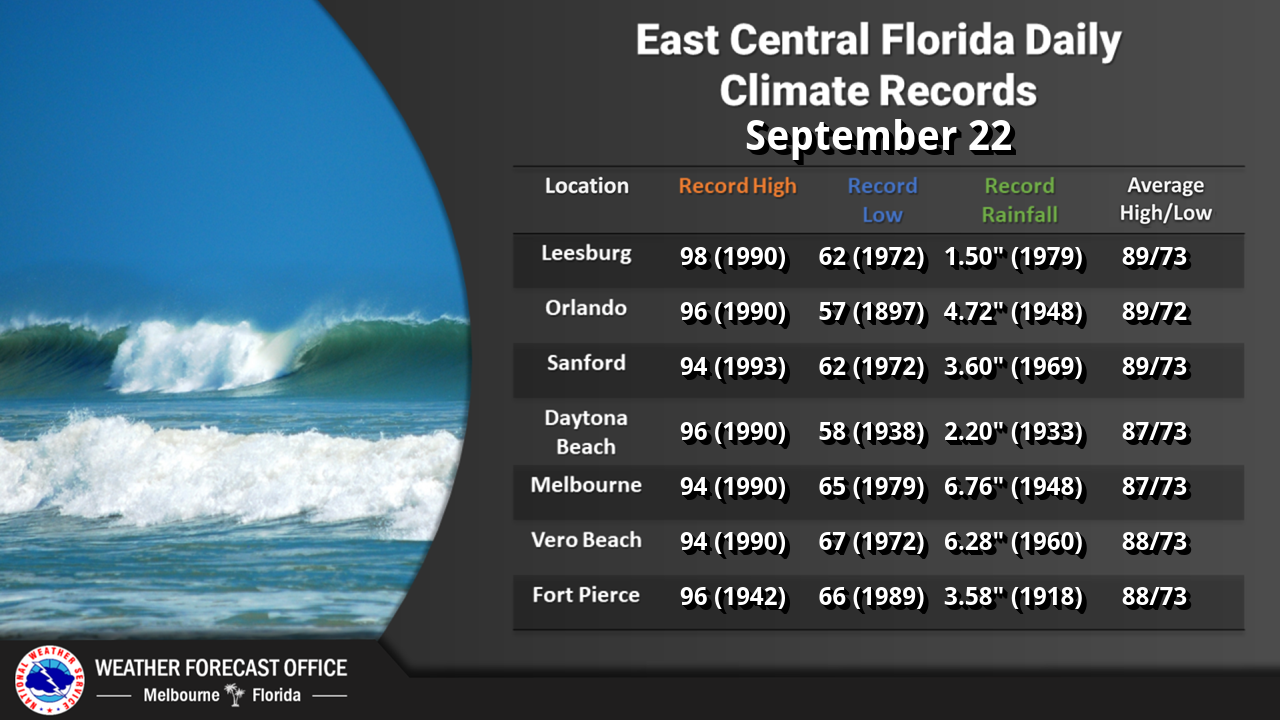 East Central Florida Daily
Climate Records
September 22
Location Record High Record Low Record Rainfall Average High/Low
Leesburg 98 (1990) 62 (1972) 1.50" (1979) 89/73
Orlando 96 (1990) 57 (1897) 4.72" (1948) 89/72
Sanford 94 (1993) 62 (1972) 3.60" (1969) 89/73
Daytona Beach 96 (1990) 58 (1938) 2.20" (1933) 87/73
Melbourne 94 (1990) 65 (1979) 6.76" (1948) 87/73
Vero Beach 94 (1990) 67 (1972) 6.28" (1960) 88/73
Fort Pierce 96 (1942) 66 (1989) 3.58" (1918) 88/73
NATIONAL WEATHER SERVICE
WEATHER FORECAST OFFICE
Melbourne Florida